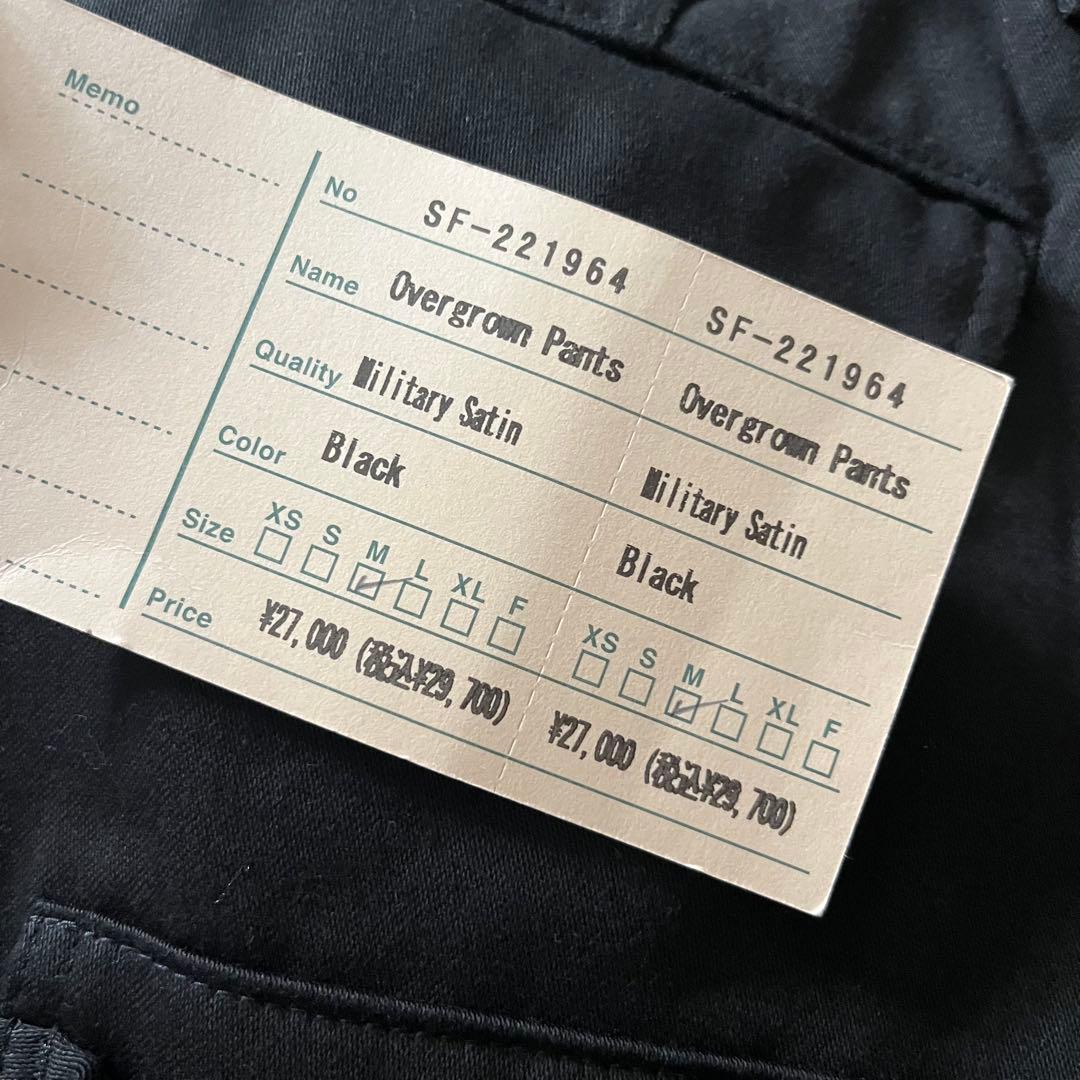 Memo
No SF-221964 SF-221964
Name Overgrown Pants Overgrown Pants
Quality Military Satin Military Satin
Color Black Black
Size XS S M L XL F XS S M L XL F
Price ¥27,000 (税込¥29,700) ¥27,000 (税込¥29,700)